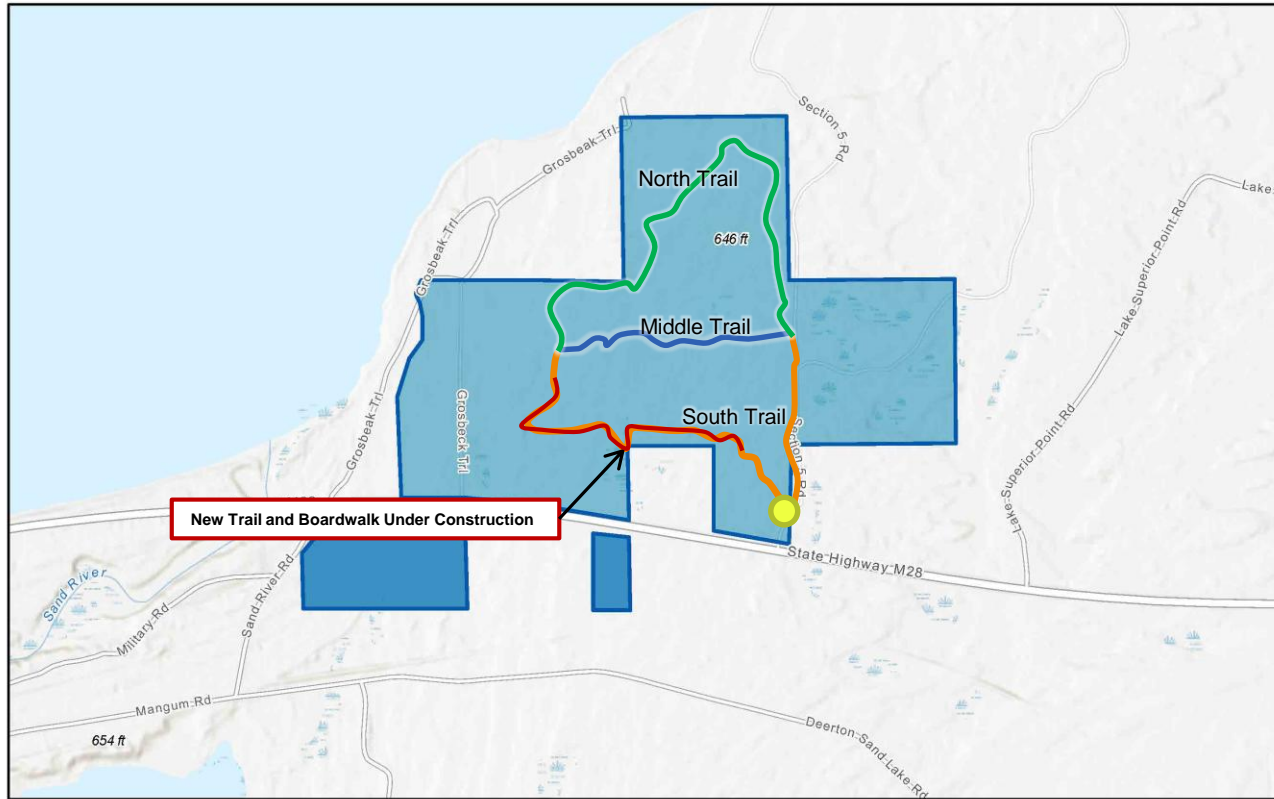 Section 5 Rd
Grosbeak Trl
Lake
North Trail
Lake-Superior Point Rd
646 ft
Grosbeak Trl
Middle Trail
Grosbeck Trl
Grosbeak Trl
South Trail
Section 5 Rd
Lake-Superior Point Rd
New Trail and Boardwalk Under Construction
State Highway M28
Sand River
Sand River Rd
Military Rd
Mangum Rd
654 ft
Deerton Sand Lake Rd